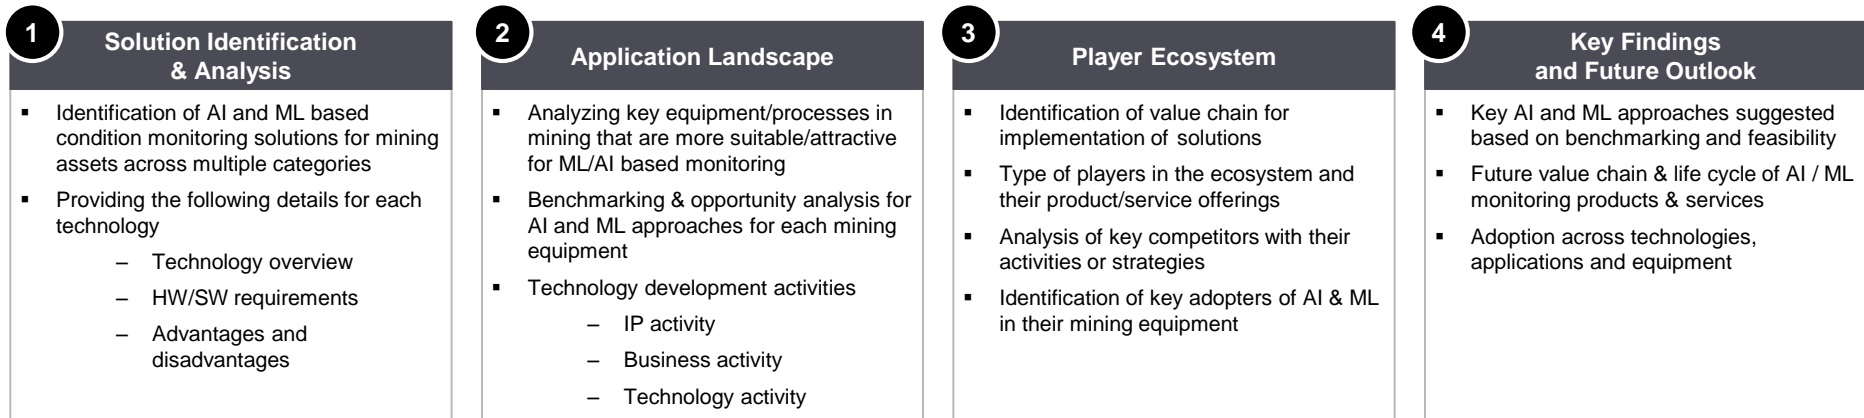 1
Solution Identification
& Analysis
▪ Identification of AI and ML based
condition monitoring solutions for mining
assets across multiple categories
▪ Providing the following details for each
technology
– Technology overview
– HW/SW requirements
– Advantages and
disadvantages
2
Application Landscape
▪ Analyzing key equipment/processes in
mining that are more suitable/attractive
for ML/AI based monitoring
▪ Benchmarking & opportunity analysis for
AI and ML approaches for each mining
equipment
▪ Technology development activities
– IP activity
– Business activity
– Technology activity
3
Player Ecosystem
▪ Identification of value chain for
implementation of solutions
▪ Type of players in the ecosystem and
their product/service offerings
▪ Analysis of key competitors with their
activities or strategies
▪ Identification of key adopters of AI & ML
in their mining equipment
4
Key Findings
and Future Outlook
▪ Key AI and ML approaches suggested
based on benchmarking and feasibility
▪ Future value chain & life cycle of AI / ML
monitoring products & services
▪ Adoption across technologies,
applications and equipment